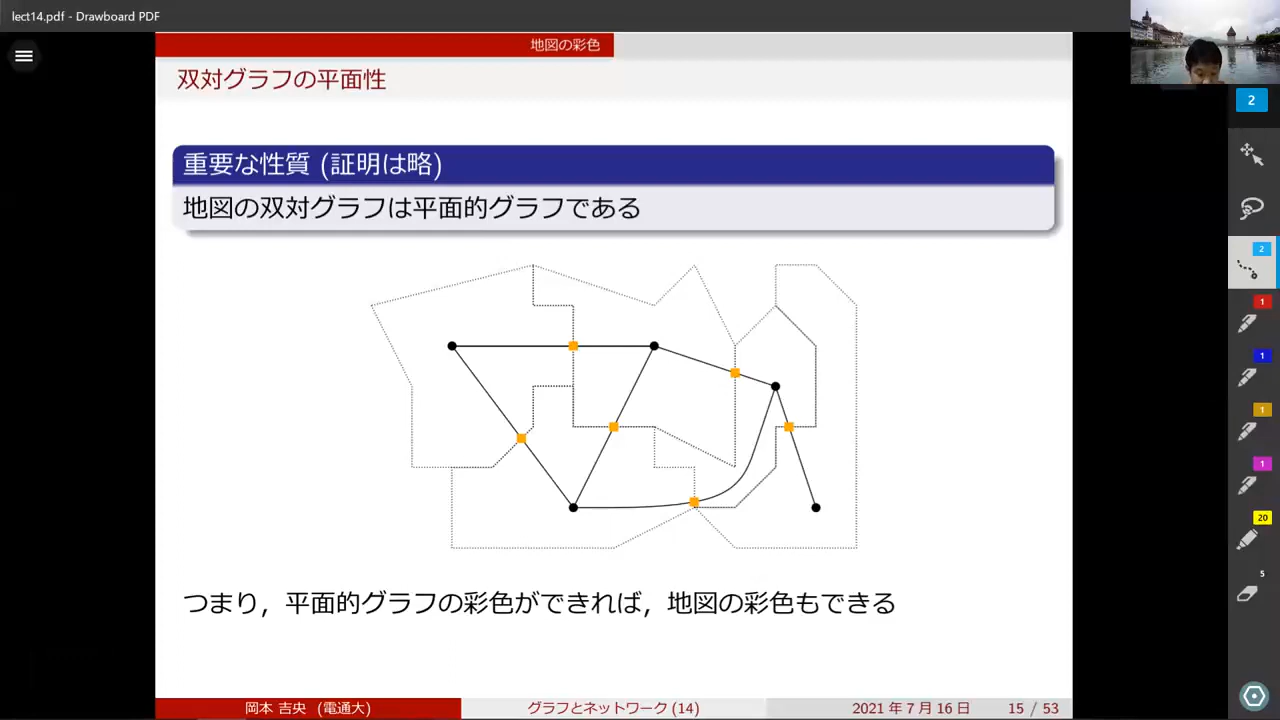 lect14.pdf - Drawboard PDF
地図の彩色
双対グラフの平面性
2
重要な性質 (証明は略)
地図の双対グラフは平面的グラフである
2
1
1
1
1
20
5
つまり，平面的グラフの彩色ができれば，地図の彩色もできる
岡本 吉央 (電通大)
グラフとネットワーク (14)
2021 年 7 月 16 日
15 / 53